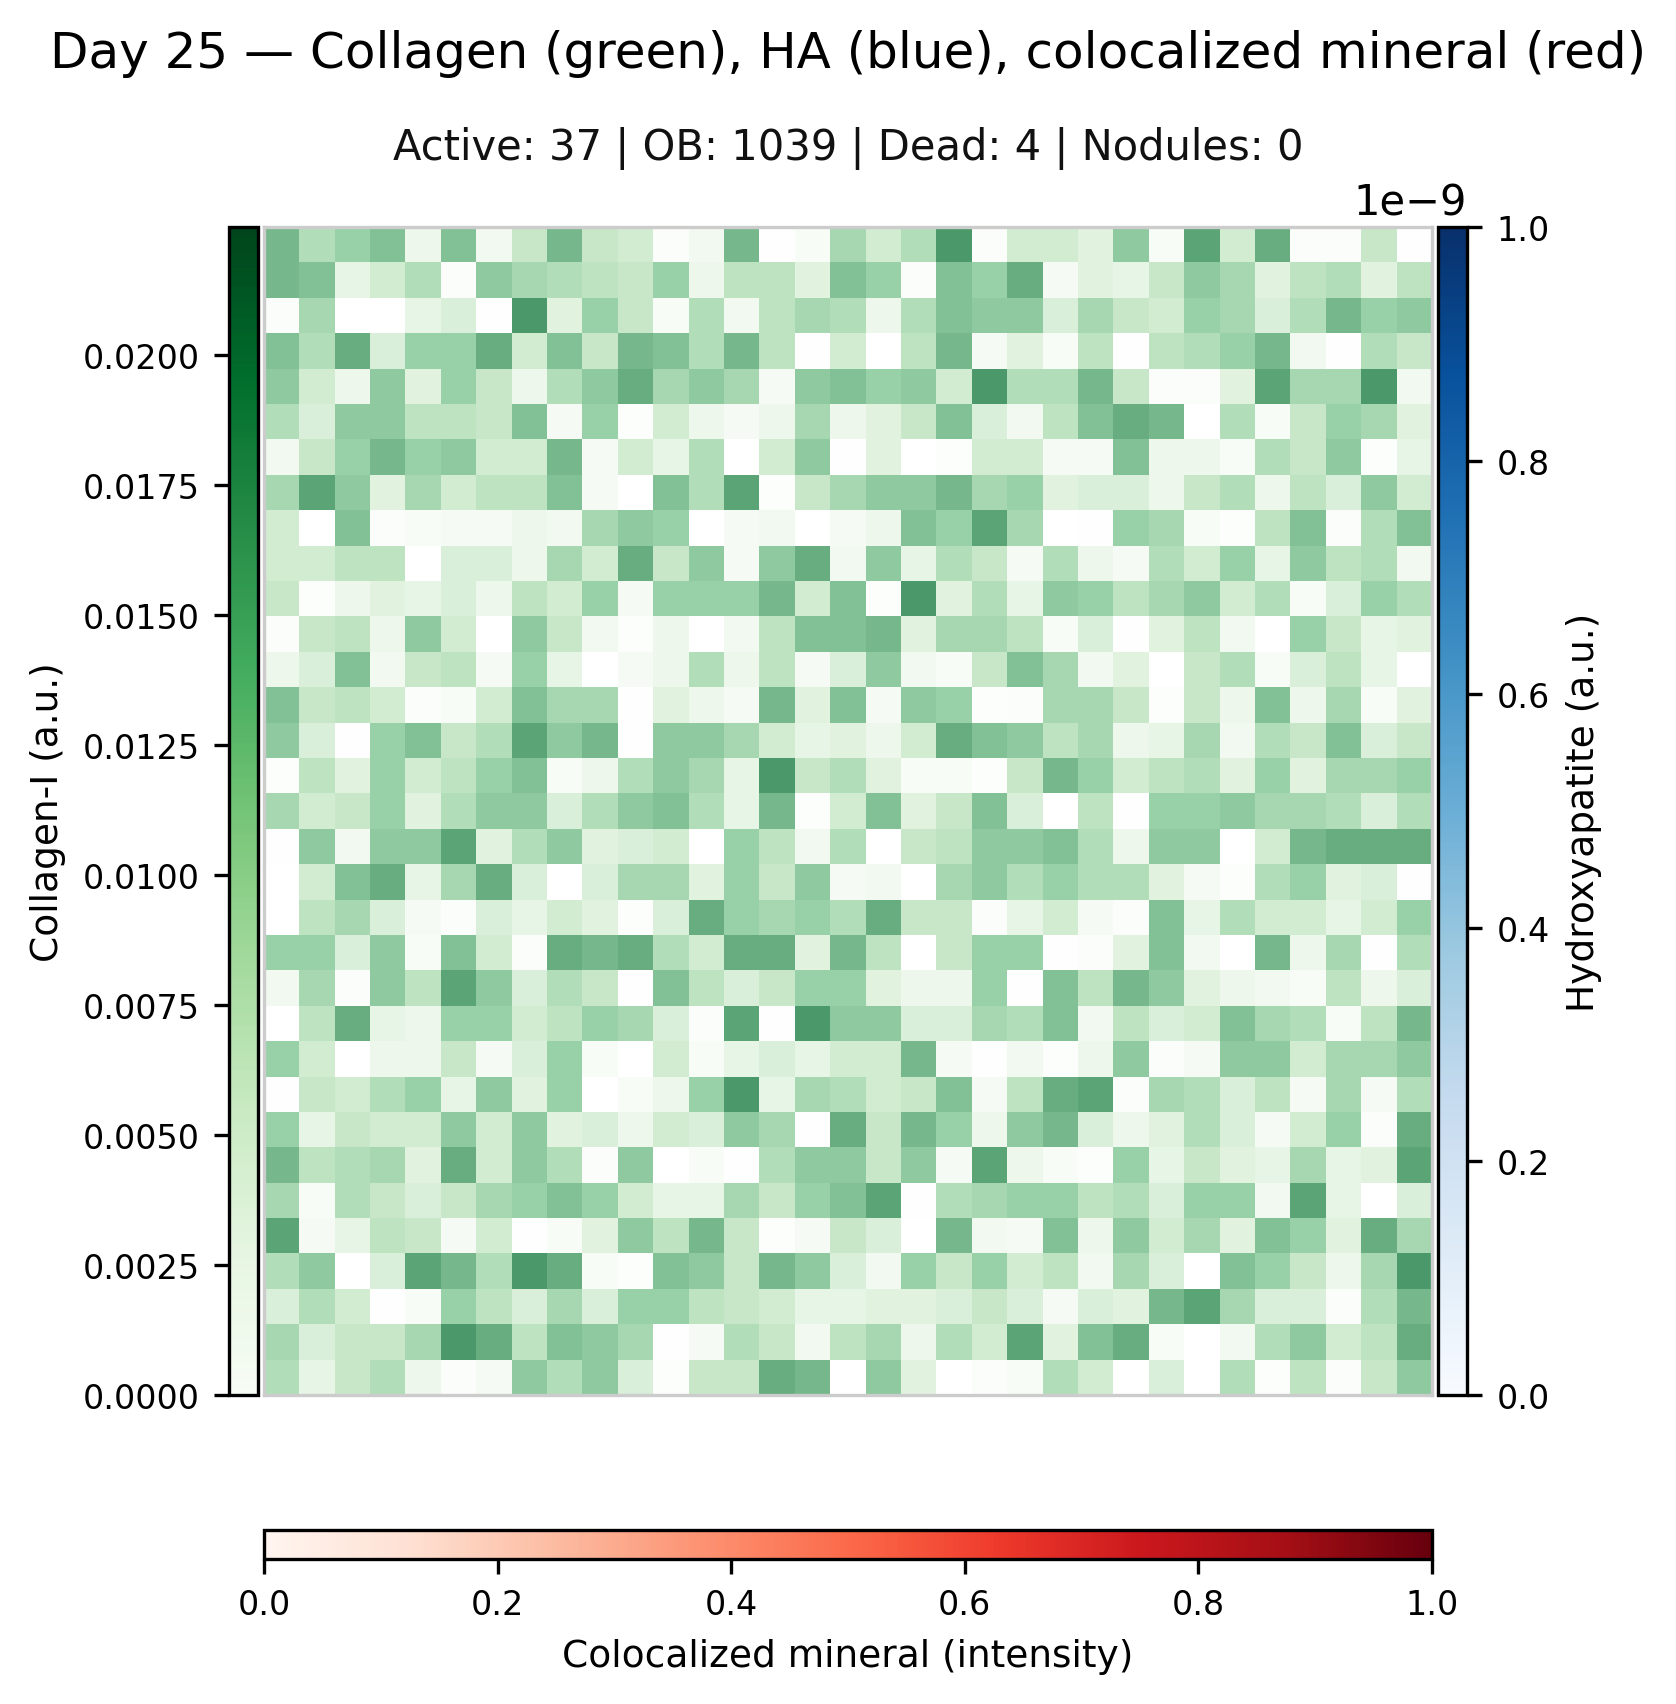 Day 25 — Collagen (green), HA (blue), colocalized mineral (red)
Active: 37 | OB: 1039 | Dead: 4 | Nodules: 0
1e−9
Collagen-I (a.u.)
0.0200
0.0175
0.0150
0.0125
0.0100
0.0075
0.0050
0.0025
0.0000
1.0
0.8
0.6
0.4
0.2
0.0
Hydroxyapatite (a.u.)
0.0 0.2 0.4 0.6 0.8 1.0
Colocalized mineral (intensity)